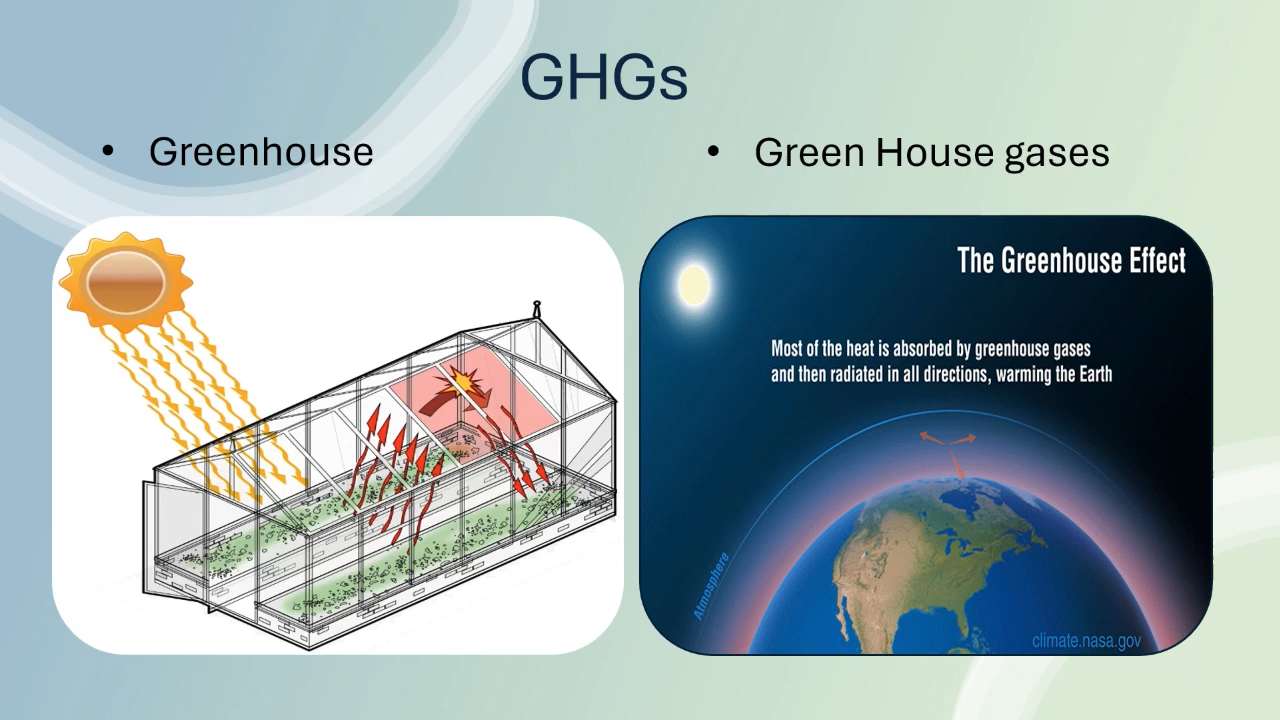 GHGs
• Greenhouse
• Green House gases
The Greenhouse Effect
Most of the heat is absorbed by greenhouse gases
and then radiated in all directions, warming the Earth
Atmosphere
climate.nasa.gov